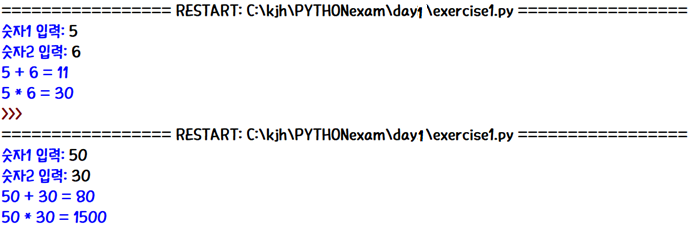 ================= RESTART: C:\kjh\PYTHONexam\day1\exercise1.py =================
숫자1 입력: 5
숫자2 입력: 6
5 + 6 = 11
5 * 6 = 30
>>>
================= RESTART: C:\kjh\PYTHONexam\day1\exercise1.py =================
숫자1 입력: 50
숫자2 입력: 30
50 + 30 = 80
50 * 30 = 1500